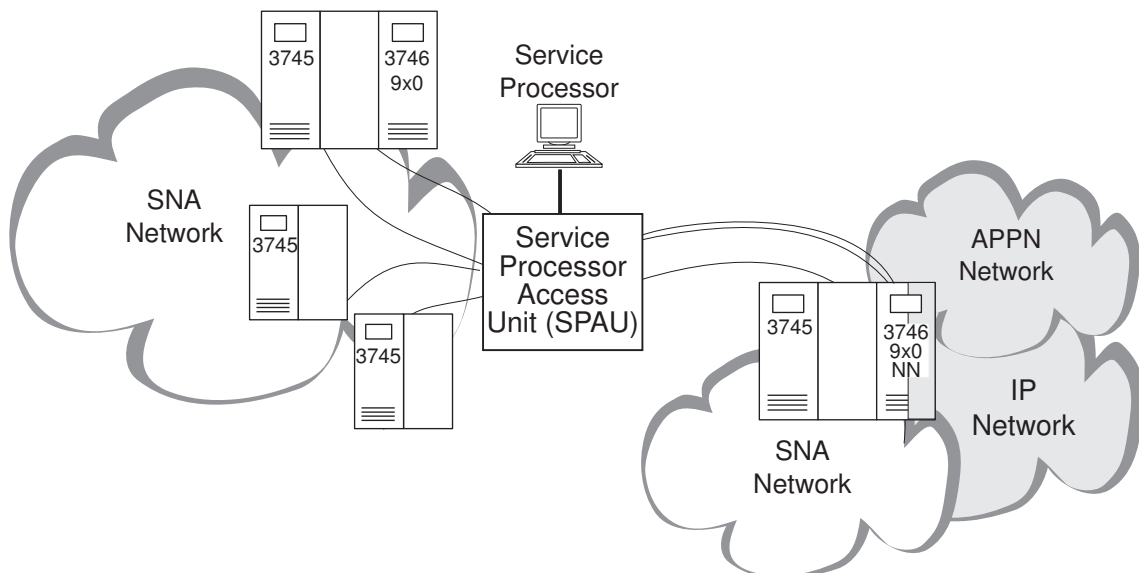 3745
3746
9x0
Service
Processor
SNA
Network
3745
3745
Service
Processor
Access
Unit (SPAU)
APPN
Network
3745
3746
9x0
NN
IP
Network
SNA
Network